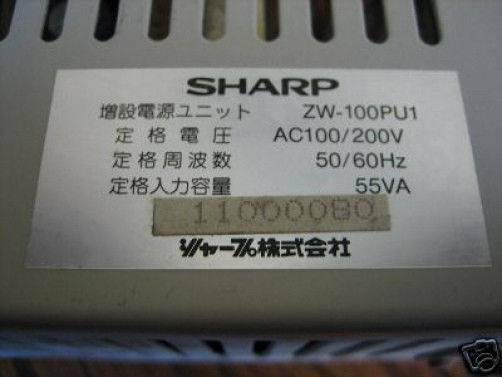 SHARP
増設電源ユニット ZW-100PU1
定格電圧 AC100/200V
定格周波数 50/60Hz
定格入力容量 55VA
11000080
シャープ株式会社